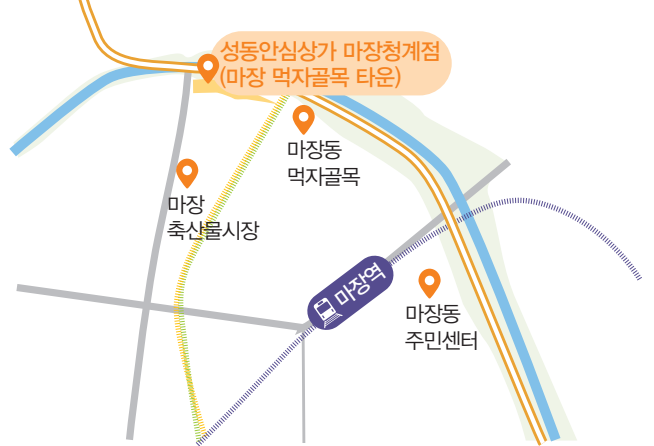 성동안심상가 마장청계점
(마장 먹자골목 타운)
마장동
먹자골목
마장
축산물시장
마장역
마장동
주민센터